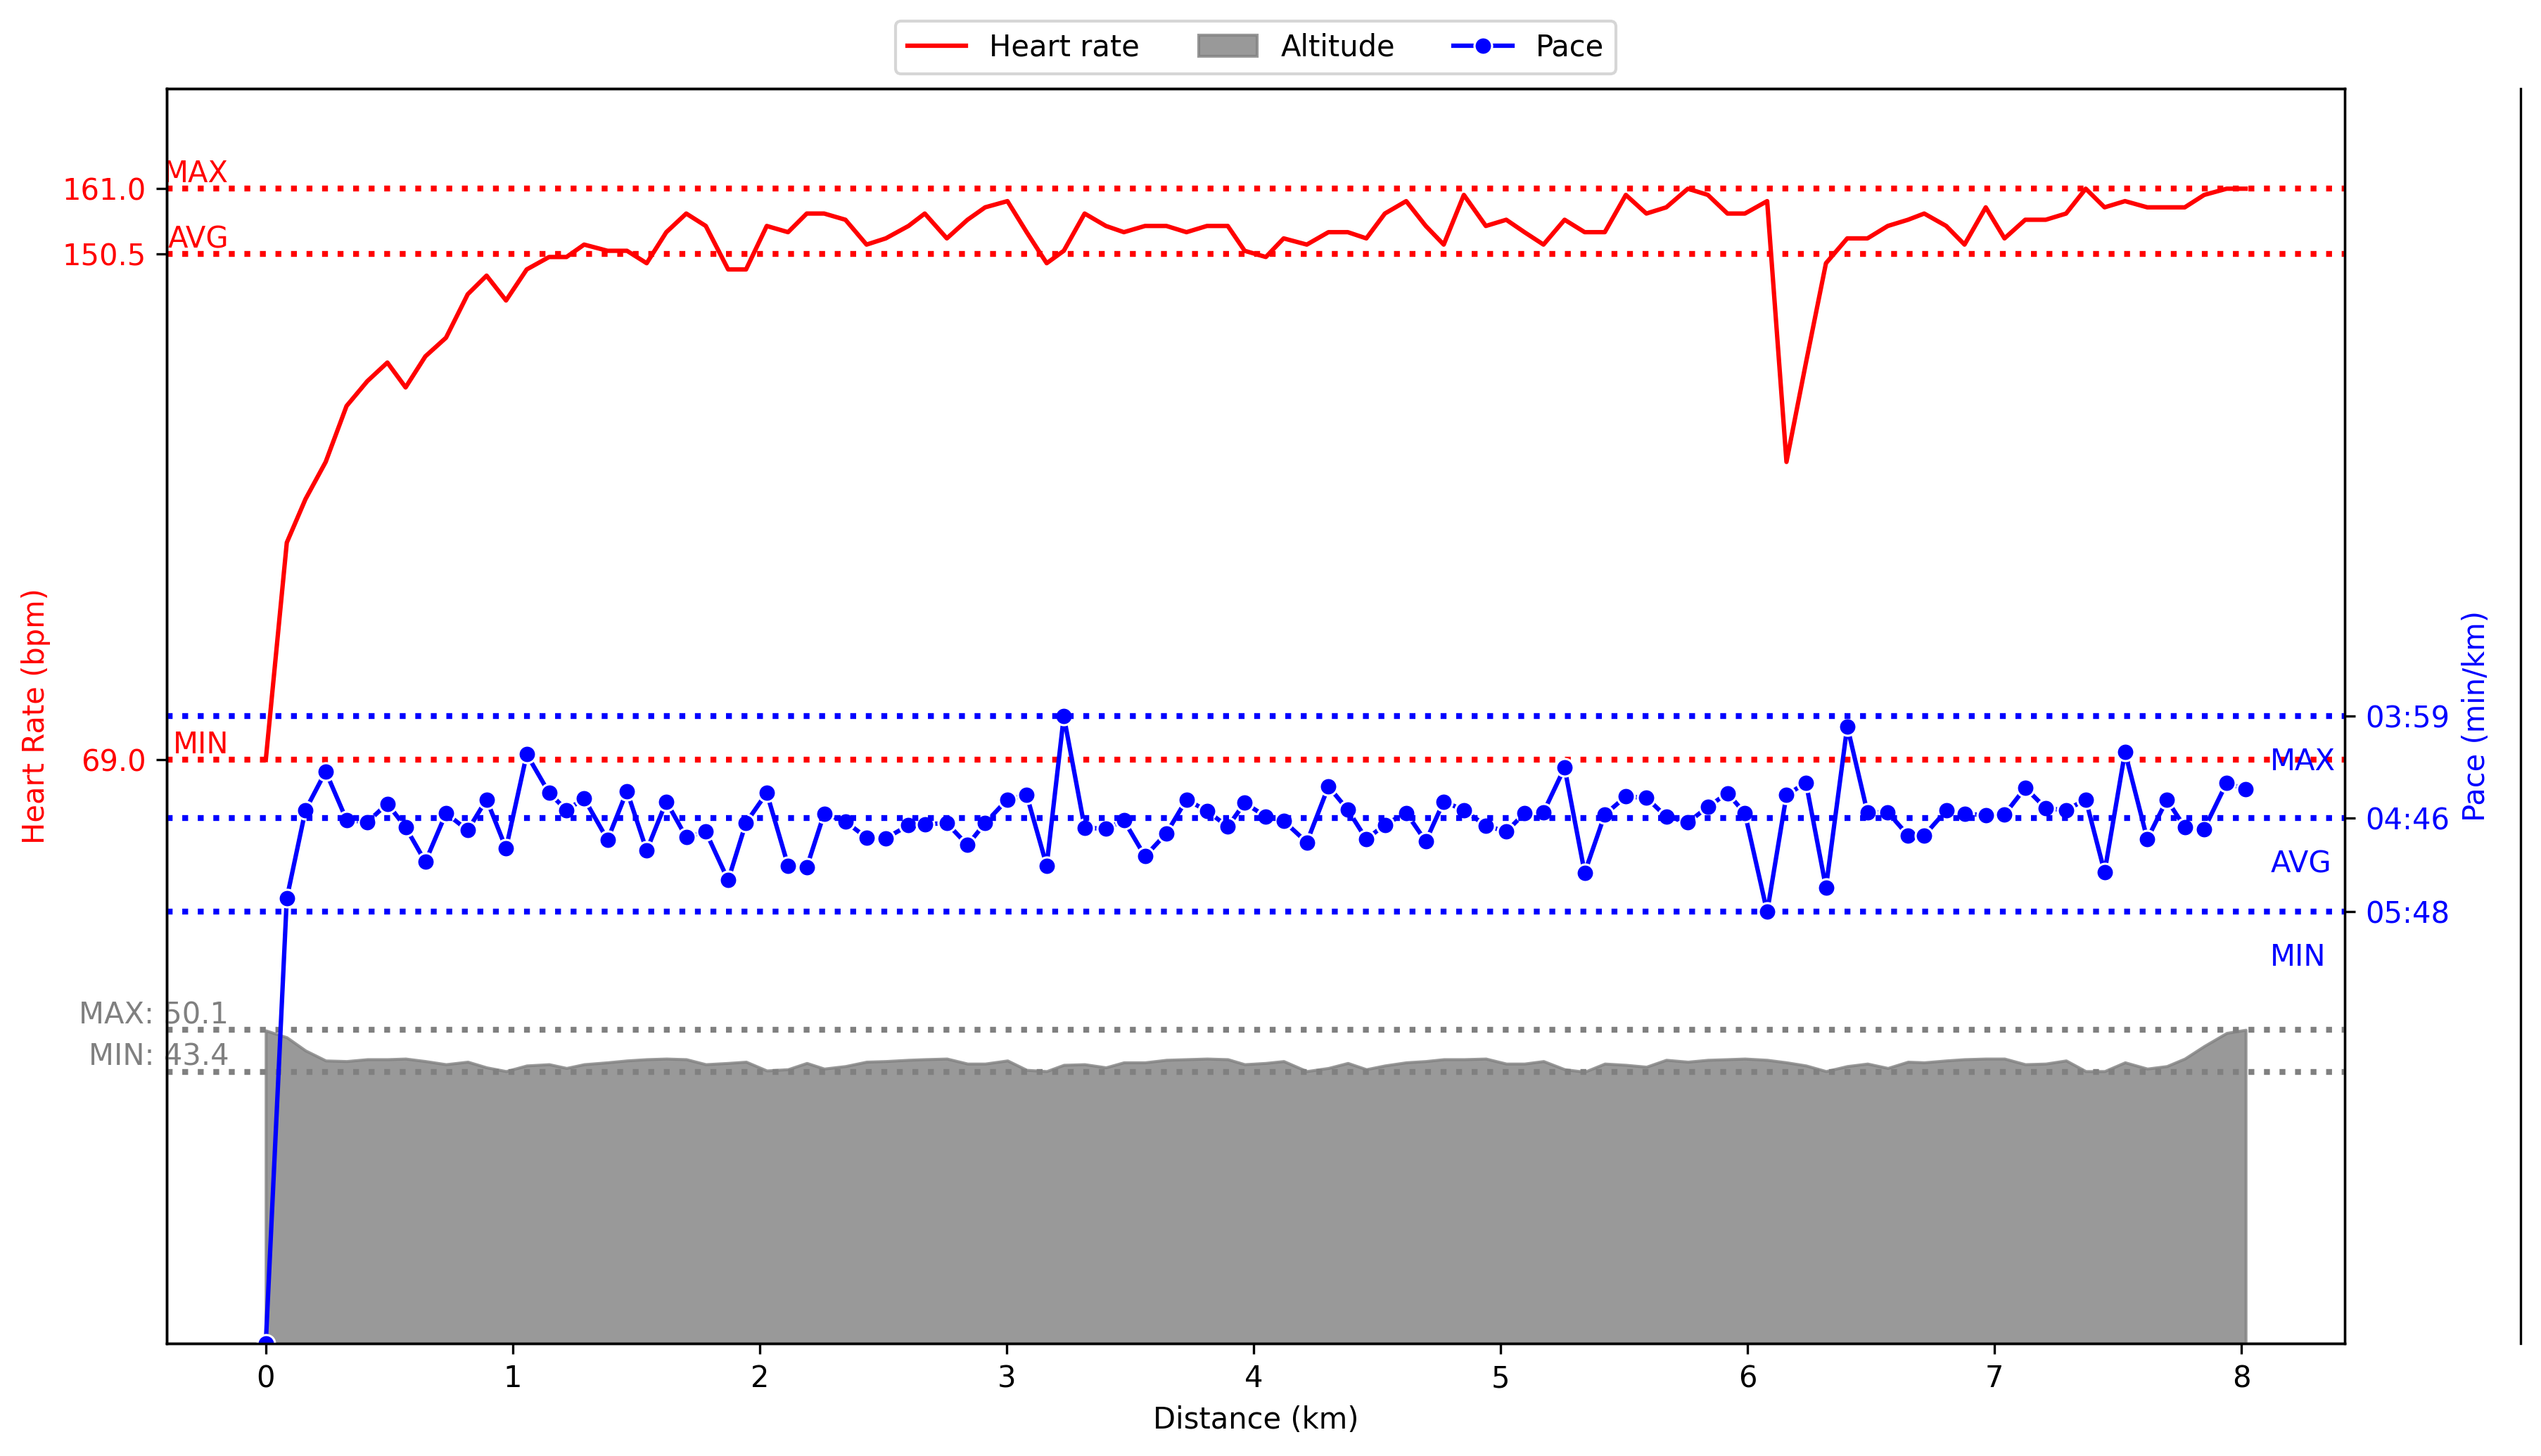 Heart rate Altitude Pace
MAX
161.0
AVG
150.5
Heart Rate (bpm)
MIN
69.0
03:59
MAX
04:46
AVG
05:48
MIN
Pace (min/km)
MAX: 50.1
MIN: 43.4
0 1 2 3 4 5 6 7 8
Distance (km)